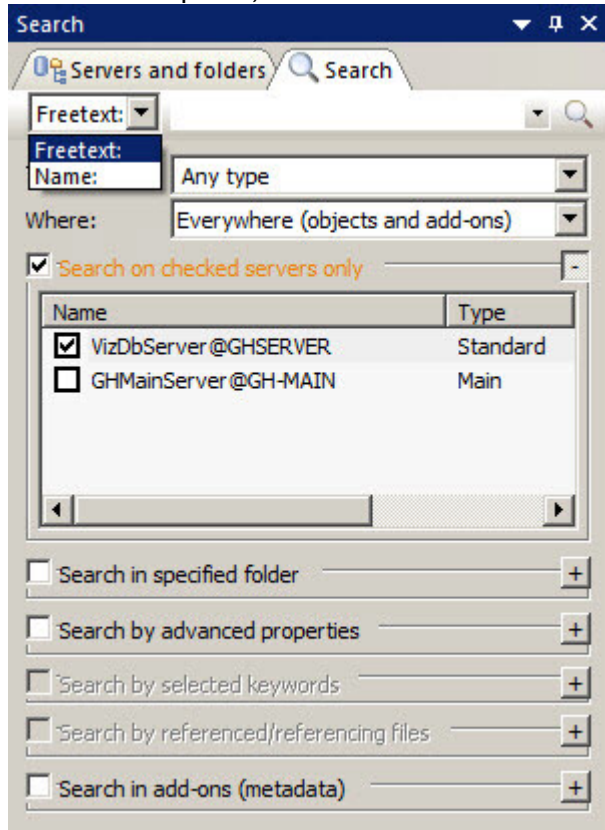 Search
Servers and folders Search
Freetext:
Freetext:
Name:
Any type
Where: Everywhere (objects and add-ons)
Search on checked servers only -
Name Type
VizDbServer@GHSERVER Standard
GHMainServer@GH-MAIN Main
Search in specified folder +
Search by advanced properties +
Search by selected keywords +
Search by referenced/referencing files +
Search in add-ons (metadata) +